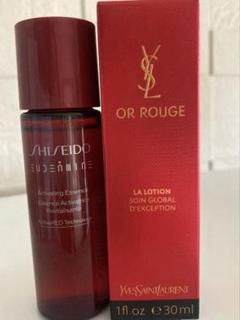 SHISEIDO
EUDERMINE
Activating Essence
Essence Activatrice
Revitalisante
YSL
OR ROUGE
LA LOTION
SOIN GLOBAL
D'EXCEPTION
YVES SAINT LAURENT
1 fl.oz ℮ 30 ml